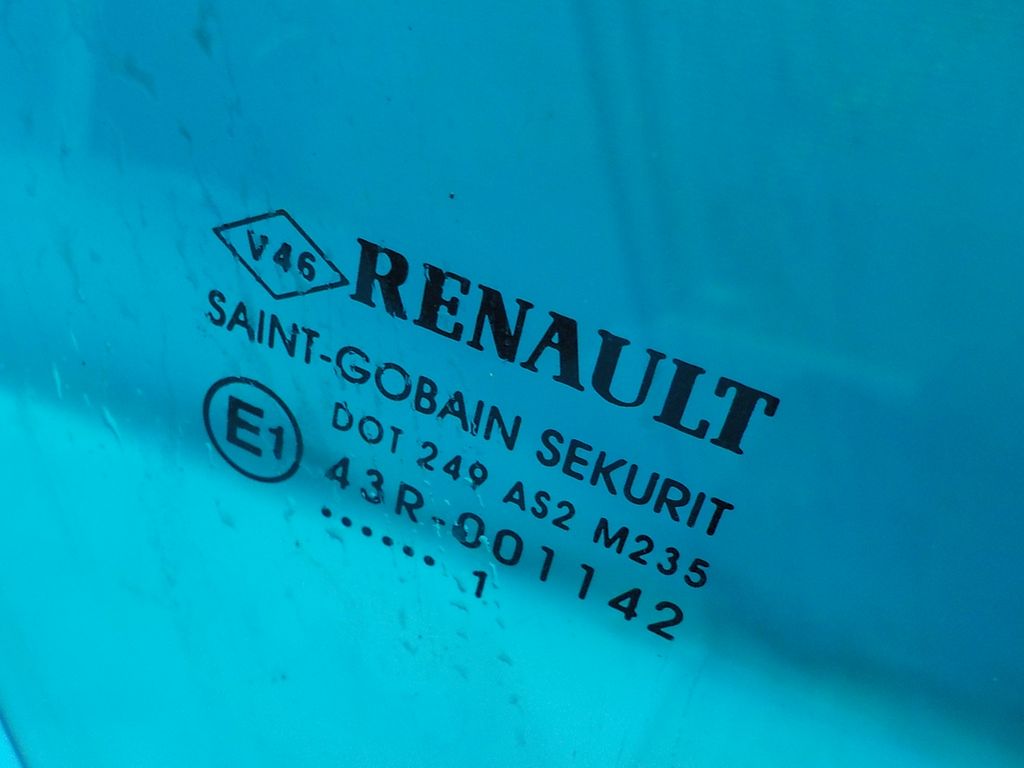 V46 RENAULT
SAINT-GOBAIN SEKURIT
E1 DOT 249 AS2 M235
43R-001142
....... 1